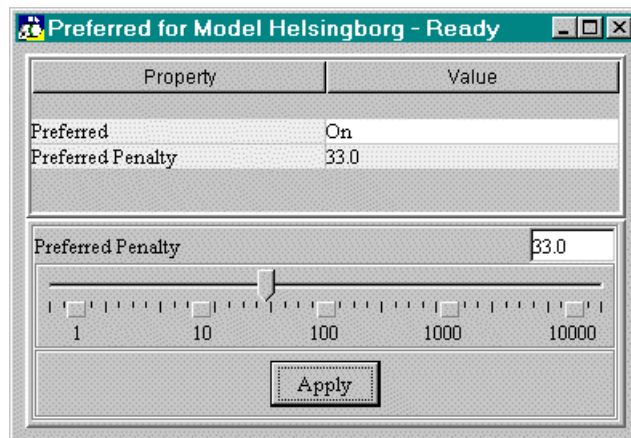 Preferred for Model Helsingborg - Ready
Property Value
Preferred On
Preferred Penalty 33.0
Preferred Penalty 33.0
1 10 100 1000 10000
Apply